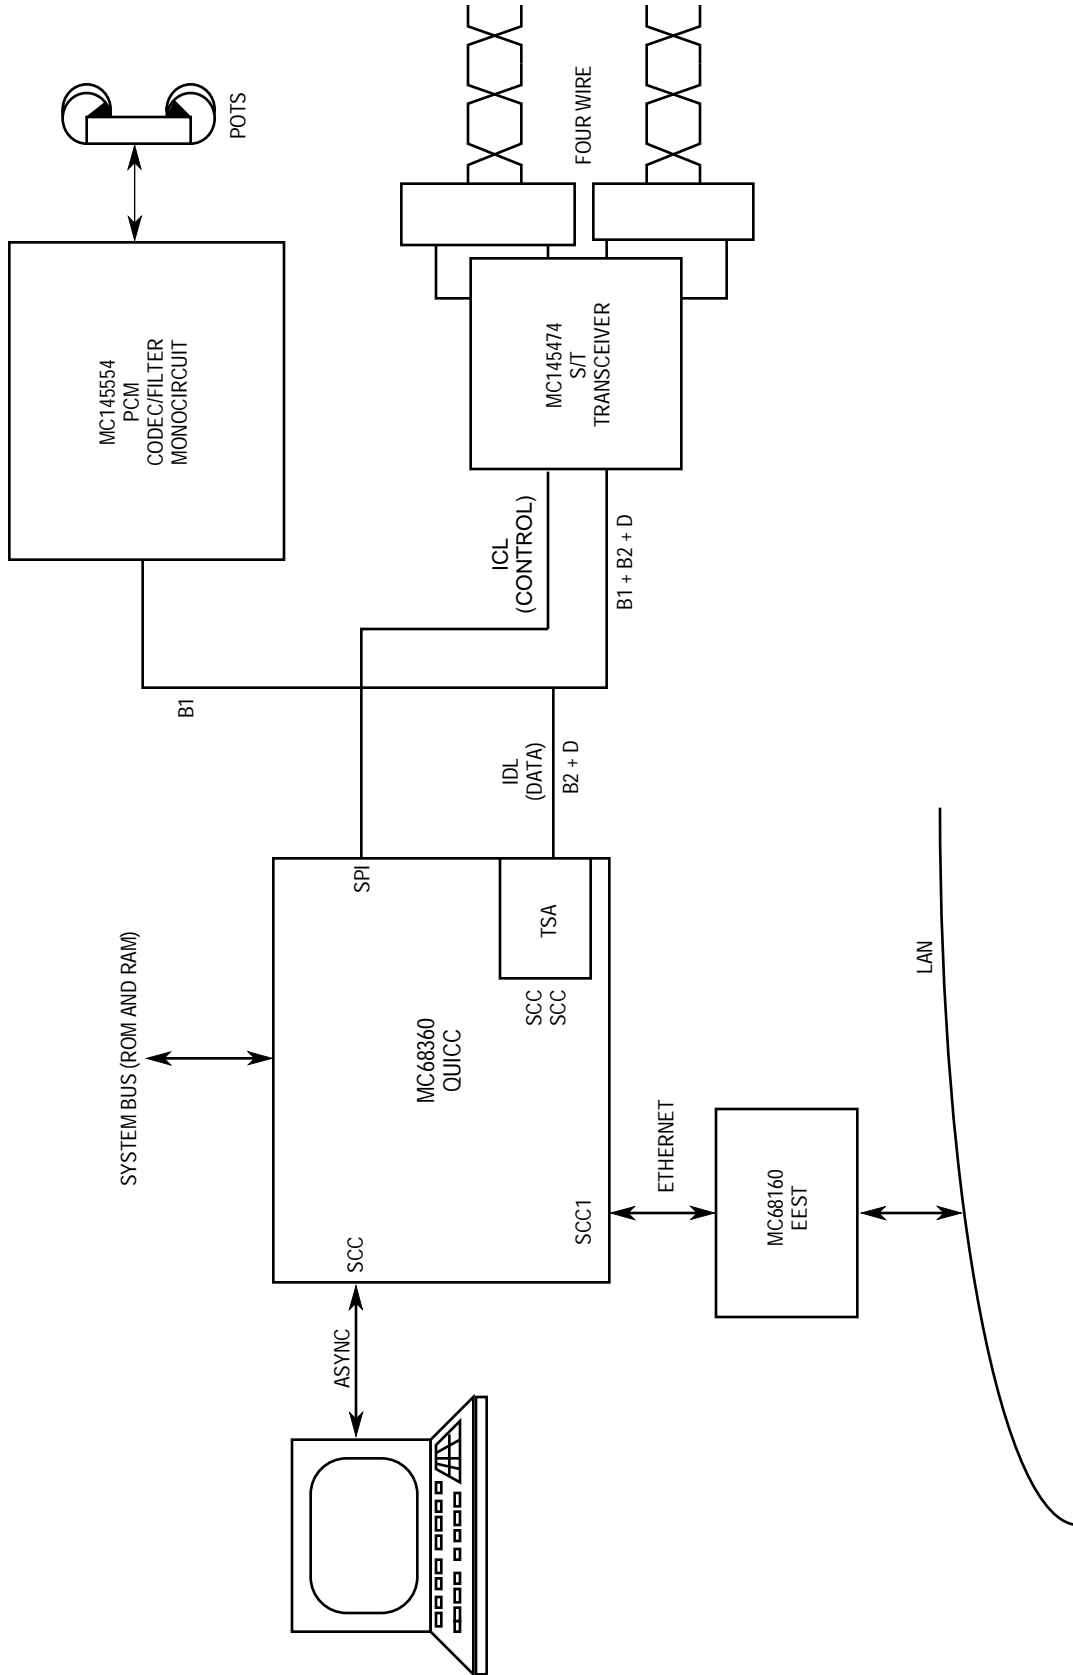 POTS
MC145554
PCM
CODEC/FILTER
MONOCIRCUIT
FOUR WIRE
MC145474
S/T
TRANSCEIVER
ICL
(CONTROL)
B1 + B2 + D
B1
IDL
(DATA)
B2 + D
SYSTEM BUS (ROM AND RAM)
SPI
TSA
SCC
SCC
MC68360
QUICC
SCC
SCC1
ASYNC
ETHERNET
MC68160
EEST
LAN